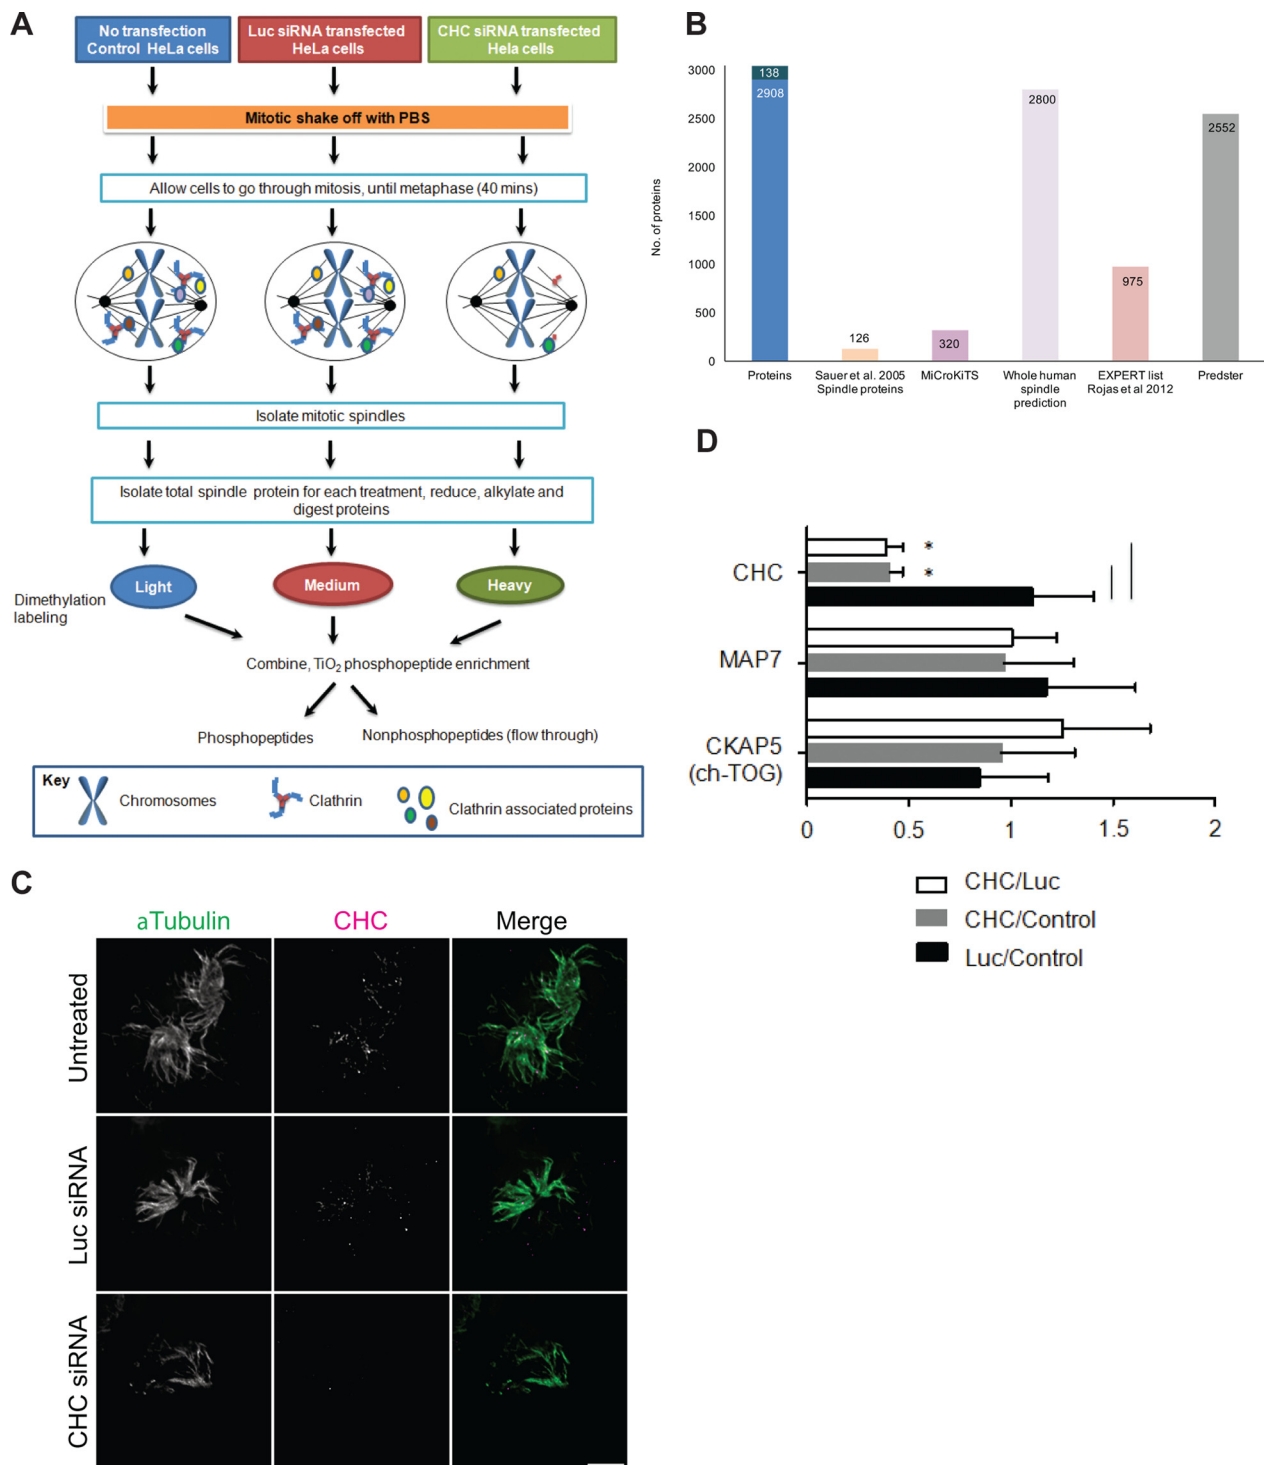 A
No transfection
Control HeLa cells
Luc siRNA transfected
HeLa cells
CHC siRNA transfected
Hela cells
Mitotic shake off with PBS
Allow cells to go through mitosis, until metaphase (40 mins)
Isolate mitotic spindles
Isolate total spindle protein for each treatment, reduce, alkylate and
digest proteins
Light
Medium
Heavy
Dimethylation
labeling
Combine, TiO2 phosphopeptide enrichment
Phosphopeptides
Nonphosphopeptides (flow through)
Key
Chromosomes
Clathrin
Clathrin associated proteins
B
No. of proteins
3000
2500
2000
1500
1000
500
0
138
2908
126
320
2800
975
2552
Proteins
Sauer et al. 2005
Spindle proteins
MiCroKiTS
Whole human
spindle
prediction
EXPERT list
Rojas et al 2012
Predster
D
CHC
*
*
MAP7
CKAP5
(ch-TOG)
0
0.5
1
1.5
2
CHC/Luc
CHC/Control
Luc/Control
C
aTubulin
CHC
Merge
Untreated
Luc siRNA
CHC siRNA